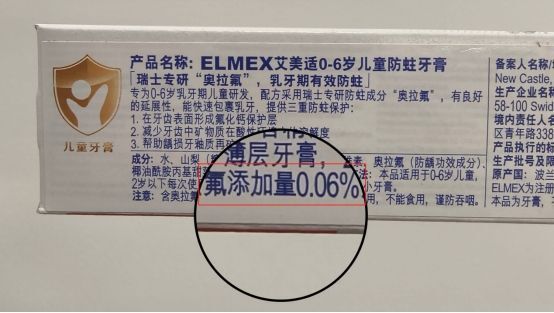 产品名称：ELMEX艾美适0-6岁儿童防蛀牙膏
「瑞士专研“奥拉氟”，乳牙期有效防蛀」
专为0-6岁乳牙期儿童研发，配方采用瑞士专研防蛀成分“奥拉氟”，有良好
的延展性，能快速包裹乳牙，提供三重防蛀保护：
1. 在牙齿表面形成氟化钙保护层
2. 减少牙齿中矿物质在酸性
溶解度
3. 帮助龋损牙釉质再
成分：水、山梨
奥拉氟（防龋功效成分）、
椰油酰胺丙基甜
本品适用于0-6岁儿童，
2岁以下每次使
小牙膏。
注意：含奥拉氟
用，不能食用，谨防吞咽。
儿童牙膏
通层牙膏，
氟添加量0.06%
备案人名称/
New Castle,
生产企业名
58-100 Swid
境内责任人
区青年路338
产品执行的标
生产批号及限
原产国：波兰
ELMEX为注册
本品为牙膏，